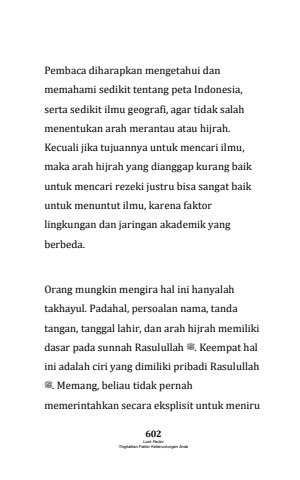 Pembaca diharapkan mengetahui dan
memahami sedikit tentang peta Indonesia,
serta sedikit ilmu geografi, agar tidak salah
menentukan arah merantau atau hijrah.
Kecuali jika tujuannya untuk mencari ilmu,
maka arah hijrah yang dianggap kurang baik
untuk mencari rezeki justru bisa sangat baik
untuk menuntut ilmu, karena faktor
lingkungan dan jaringan akademik yang
berbeda.
Orang mungkin mengira hal ini hanyalah
takhayul. Padahal, persoalan nama, tanda
tangan, tanggal lahir, dan arah hijrah memiliki
dasar pada sunnah Rasulullah ﷺ. Keempat hal
ini adalah ciri yang dimiliki pribadi Rasulullah
ﷺ. Memang, beliau tidak pernah
memerintahkan secara eksplisit untuk meniru
602
Luck Factor
Tingkatkan Faktor Keberuntungan Anda